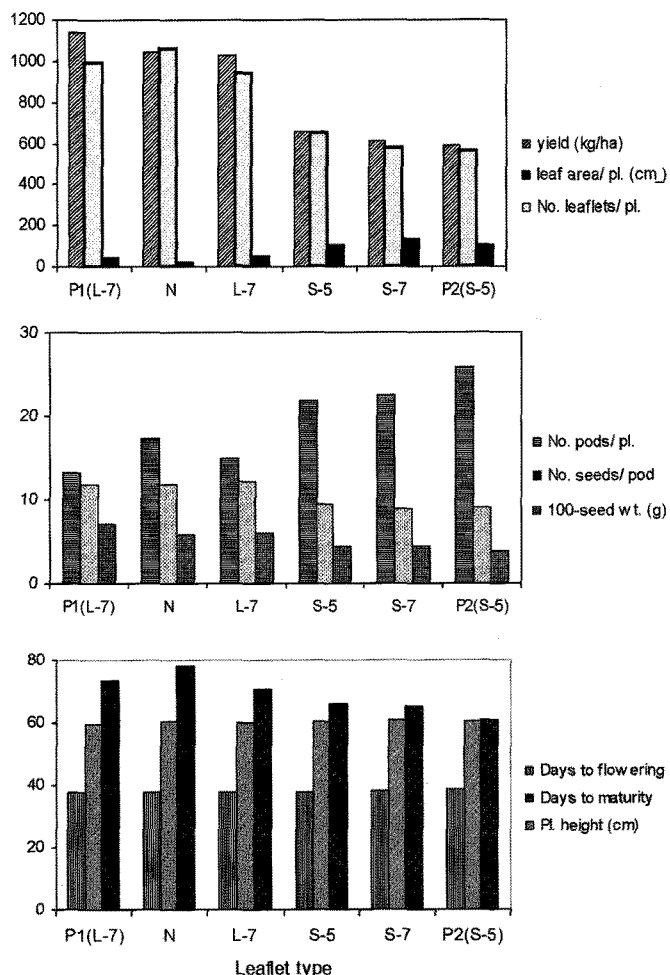 1200
1000
800
600
400
200
0
P1(L-7) N L-7 S-5 S-7 P2(S-5)
yield (kg/ha)
leaf area/ pl. (cm_)
No. leaflets/ pl.
30
20
10
0
P1(L-7) N L-7 S-5 S-7 P2(S-5)
No. pods/ pl.
No. seeds/ pod
100-seed wt. (g)
80
60
40
20
0
P1(L-7) N L-7 S-5 S-7 P2(S-5)
Days to flowering
Days to maturity
Pl. height (cm)
Leaflet type